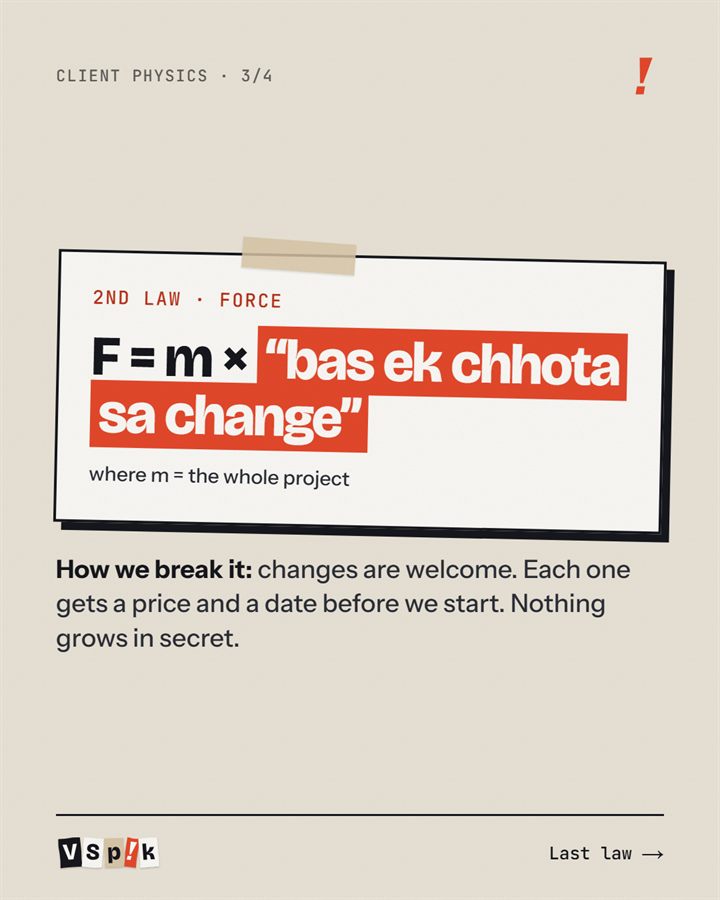 CLIENT PHYSICS · 3/4
!
2ND LAW · FORCE
F = m × “bas ek chhota
sa change”
where m = the whole project
How we break it: changes are welcome. Each one
gets a price and a date before we start. Nothing
grows in secret.
vsp!k
Last law →